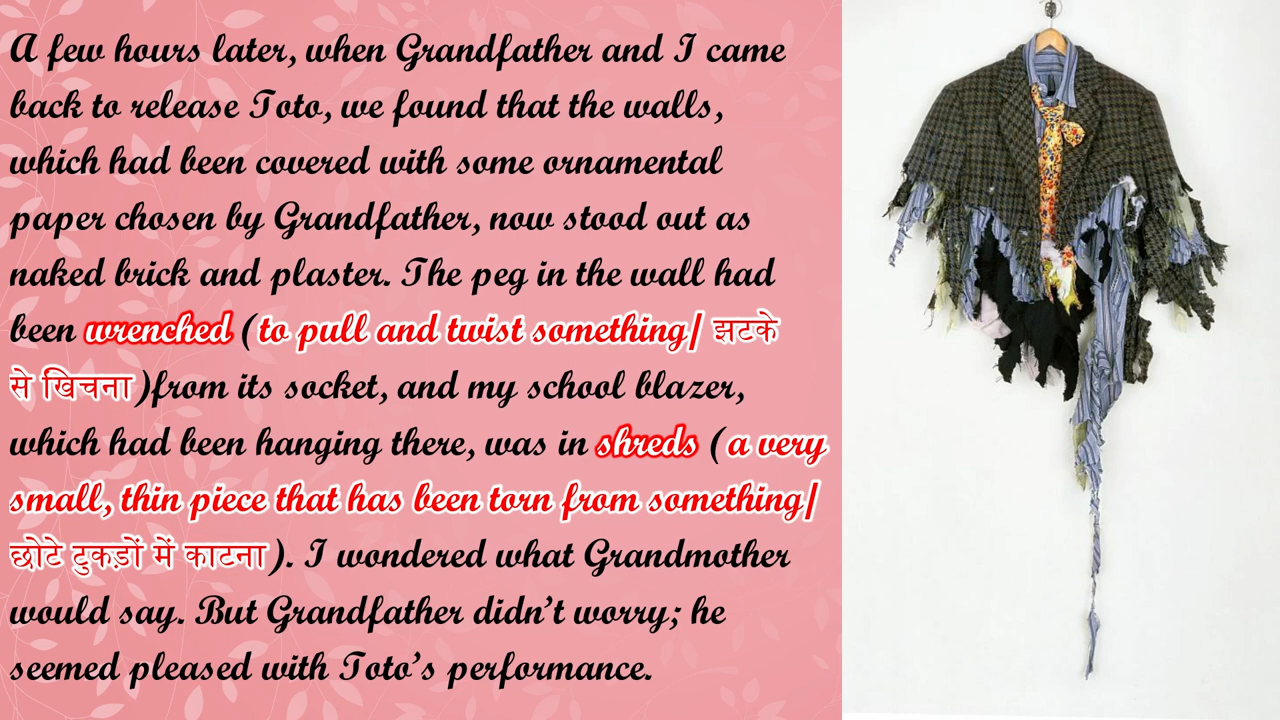 A few hours later, when Grandfather and I came
back to release Toto, we found that the walls,
which had been covered with some ornamental
paper chosen by Grandfather, now stood out as
naked brick and plaster. The peg in the wall had
been wrenched (to pull and twist something/ झटके
से खिचना)from its socket, and my school blazer,
which had been hanging there, was in shreds (a very
small, thin piece that has been torn from something/
छोटे टुकड़ों में काटना). I wondered what Grandmother
would say. But Grandfather didn't worry; he
seemed pleased with Toto's performance.